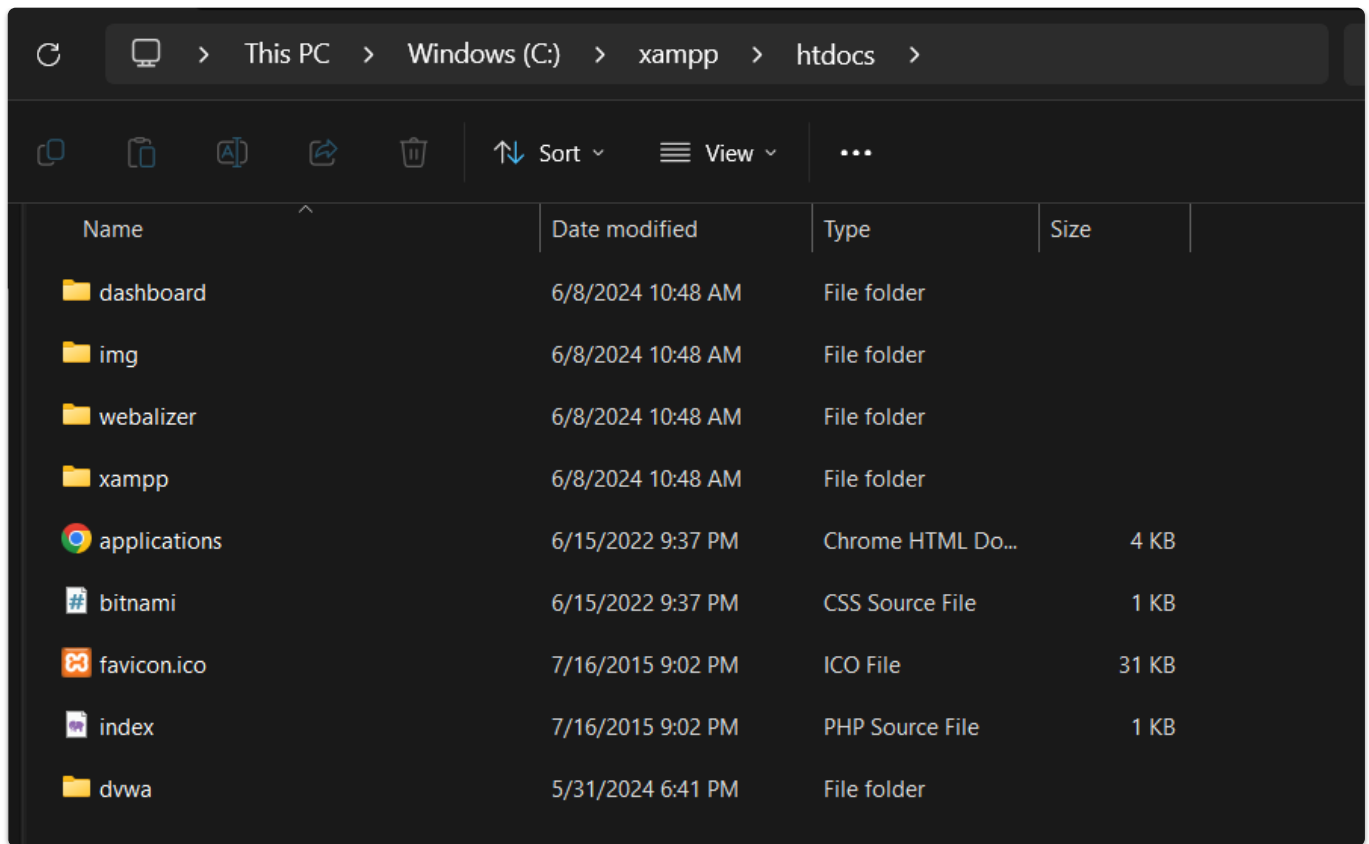 This PC > Windows (C:) > xampp > htdocs >
Sort View
Name Date modified Type Size
dashboard 6/8/2024 10:48 AM File folder
img 6/8/2024 10:48 AM File folder
webalizer 6/8/2024 10:48 AM File folder
xampp 6/8/2024 10:48 AM File folder
applications 6/15/2022 9:37 PM Chrome HTML Do... 4 KB
bitnami 6/15/2022 9:37 PM CSS Source File 1 KB
favicon.ico 7/16/2015 9:02 PM ICO File 31 KB
index 7/16/2015 9:02 PM PHP Source File 1 KB
dvwa 5/31/2024 6:41 PM File folder